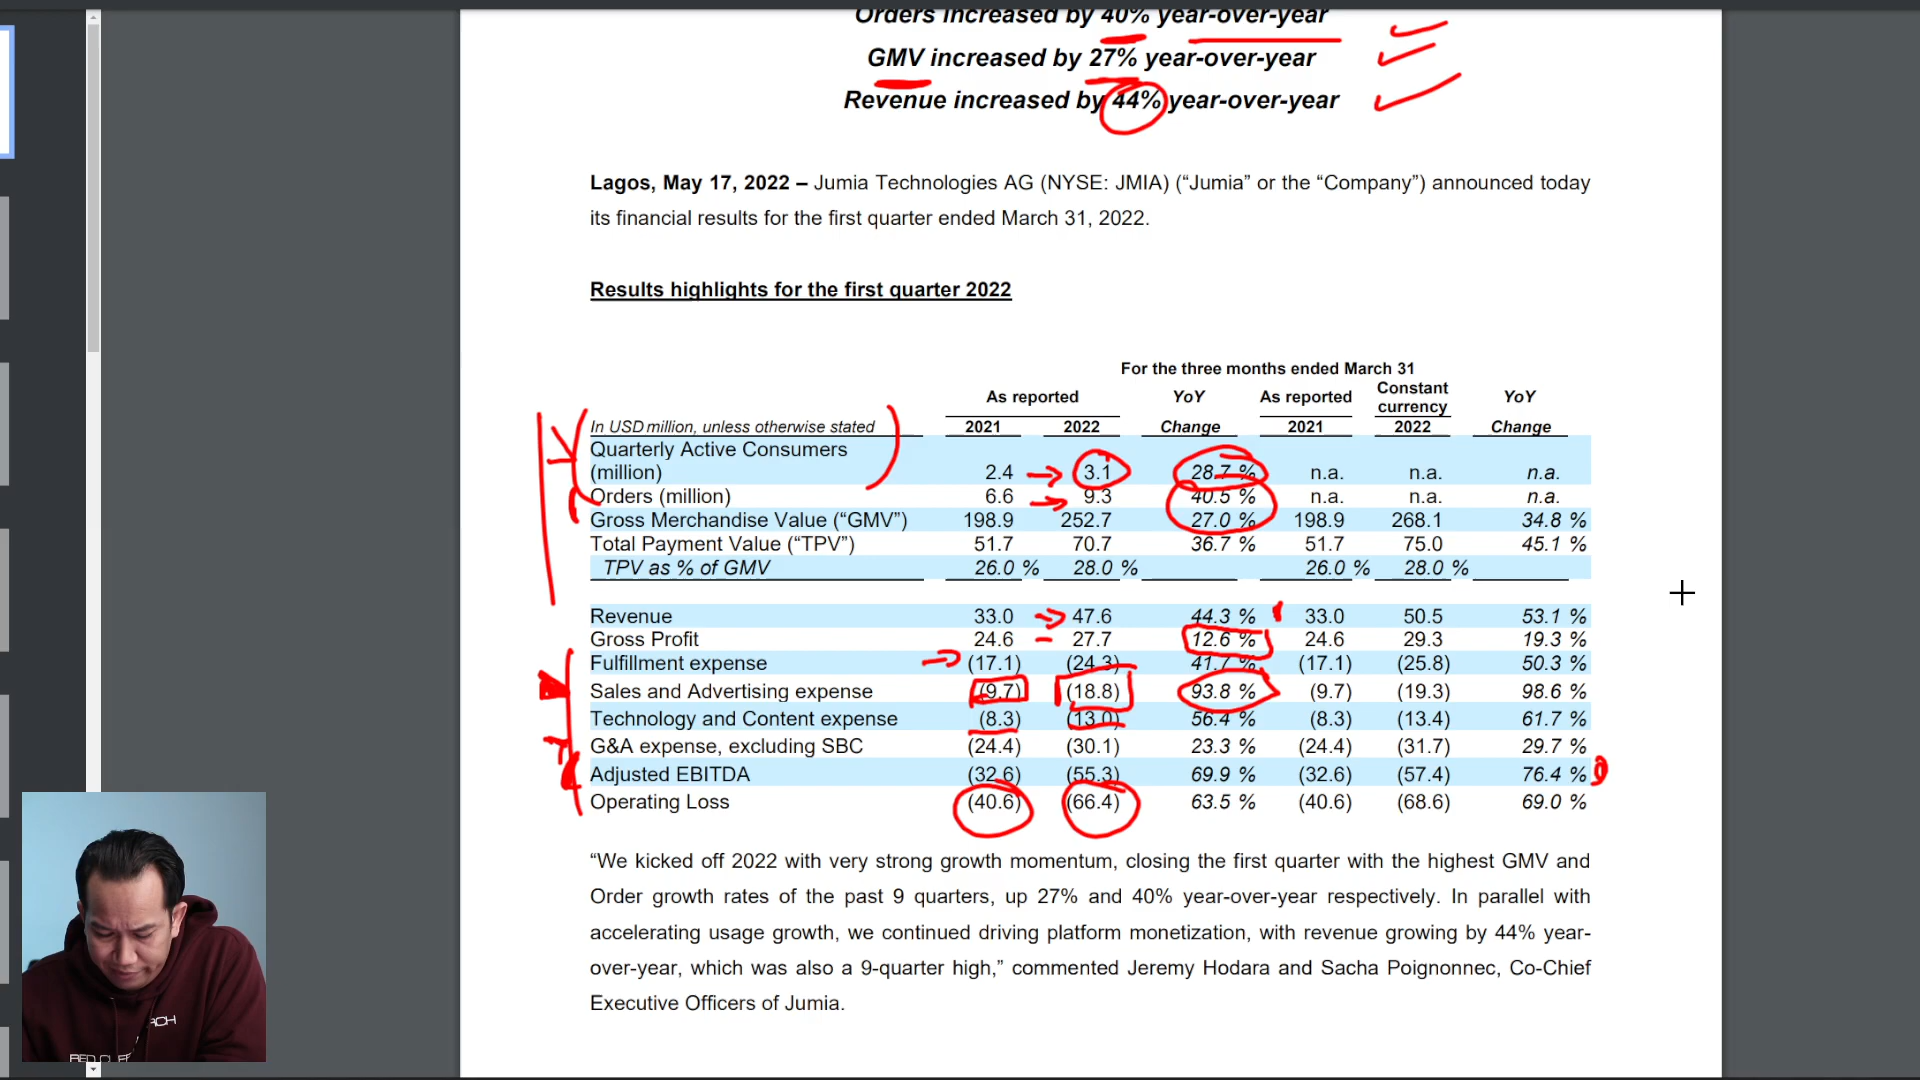 Orders increased by 40% year-over-year
GMV increased by 27% year-over-year
Revenue increased by 44% year-over-year
Lagos, May 17, 2022 – Jumia Technologies AG (NYSE: JMIA) (“Jumia” or the “Company”) announced today
its financial results for the first quarter ended March 31, 2022.
Results highlights for the first quarter 2022
For the three months ended March 31
As reported YoY As reported Constant currency YoY
In USD million, unless otherwise stated 2021 2022 Change 2021 2022 Change
Quarterly Active Consumers
(million) 2.4 3.1 28.7 % n.a. n.a. n.a.
Orders (million) 6.6 9.3 40.5 % n.a. n.a. n.a.
Gross Merchandise Value (“GMV”) 198.9 252.7 27.0 % 198.9 268.1 34.8 %
Total Payment Value (“TPV”) 51.7 70.7 36.7 % 51.7 75.0 45.1 %
TPV as % of GMV 26.0 % 28.0 % 26.0 % 28.0 %
Revenue 33.0 47.6 44.3 % 33.0 50.5 53.1 %
Gross Profit 24.6 27.7 12.6 % 24.6 29.3 19.3 %
Fulfillment expense (17.1) (24.3) 41.7 % (17.1) (25.8) 50.3 %
Sales and Advertising expense (9.7) (18.8) 93.8 % (9.7) (19.3) 98.6 %
Technology and Content expense (8.3) (13.0) 56.4 % (8.3) (13.4) 61.7 %
G&A expense, excluding SBC (24.4) (30.1) 23.3 % (24.4) (31.7) 29.7 %
Adjusted EBITDA (32.6) (55.3) 69.9 % (32.6) (57.4) 76.4 %
Operating Loss (40.6) (66.4) 63.5 % (40.6) (68.6) 69.0 %
“We kicked off 2022 with very strong growth momentum, closing the first quarter with the highest GMV and
Order growth rates of the past 9 quarters, up 27% and 40% year-over-year respectively. In parallel with
accelerating usage growth, we continued driving platform monetization, with revenue growing by 44% year-
over-year, which was also a 9-quarter high,” commented Jeremy Hodara and Sacha Poignonnec, Co-Chief
Executive Officers of Jumia.